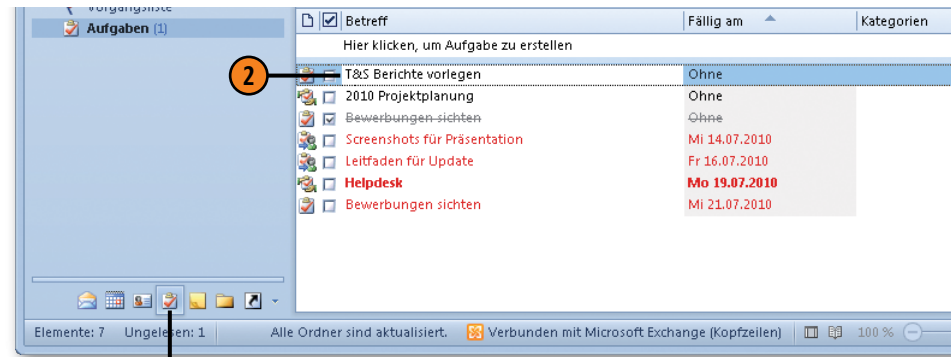 Vorgangsliste
Aufgaben (1)
Betreff Fällig am Kategorien
Hier klicken, um Aufgabe zu erstellen
2
T&S Berichte vorlegen Ohne
2010 Projektplanung Ohne
Bewerbungen sichten Ohne
Screenshots für Präsentation Mi 14.07.2010
Leitfaden für Update Fr 16.07.2010
Helpdesk Mo 19.07.2010
Bewerbungen sichten Mi 21.07.2010
Elemente: 7 Ungelesen: 1 Alle Ordner sind aktualisiert. Verbunden mit Microsoft Exchange (Kopfzeilen) 100 %